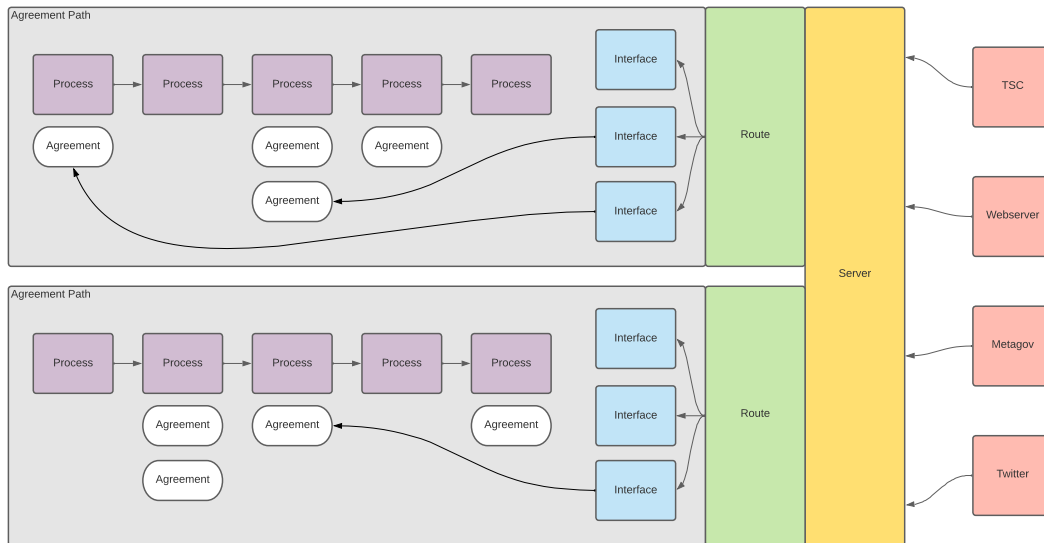 Agreement Path
Process
Process
Process
Process
Process
Agreement
Agreement
Agreement
Agreement
Interface
Interface
Interface
Route
Server
TSC
Webserver
Metagov
Twitter
Agreement Path
Process
Process
Process
Process
Process
Agreement
Agreement
Agreement
Agreement
Interface
Interface
Interface
Route